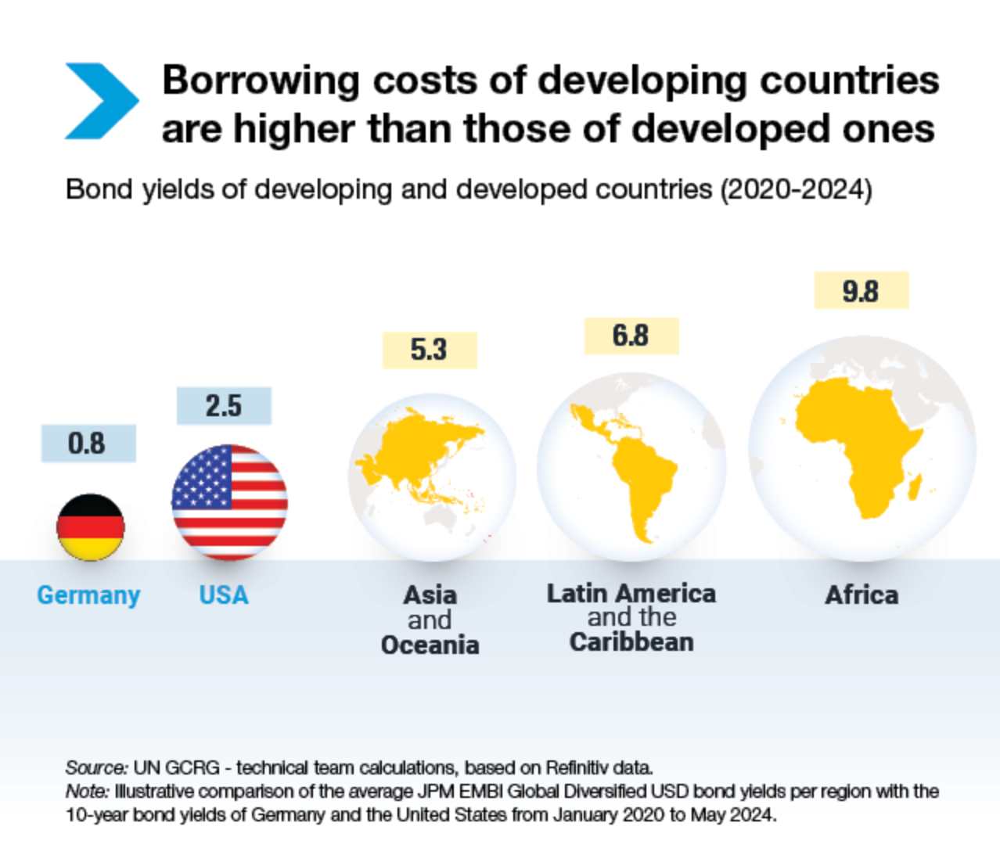 Borrowing costs of developing countries
are higher than those of developed ones
Bond yields of developing and developed countries (2020-2024)
0.8
2.5
5.3
6.8
9.8
Germany
USA
Asia
and
Oceania
Latin America
and the
Caribbean
Africa
Source: UN GCRG - technical team calculations, based on Refinitiv data.
Note: Illustrative comparison of the average JPM EMBI Global Diversified USD bond yields per region with the
10-year bond yields of Germany and the United States from January 2020 to May 2024.